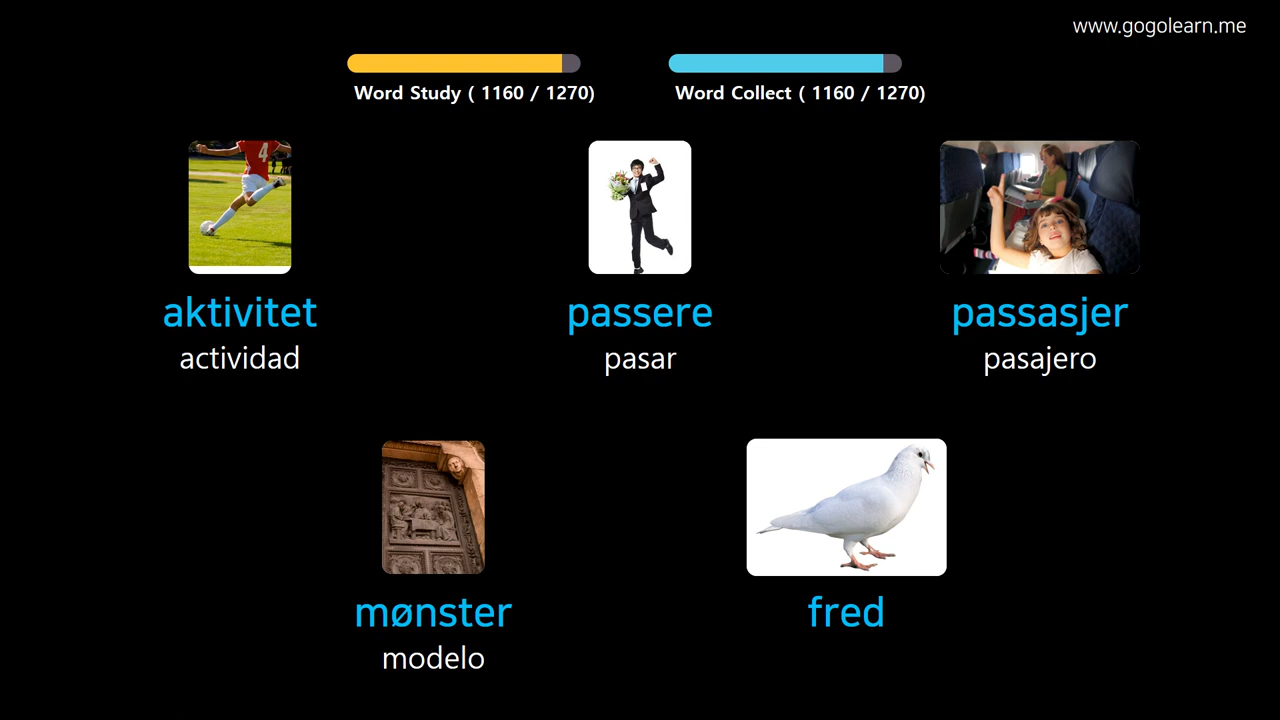 www.gogolearn.me
Word Study ( 1160 / 1270)
Word Collect ( 1160 / 1270)
4
aktivitet
actividad
passere
pasar
passasjer
pasajero
mønster
modelo
fred